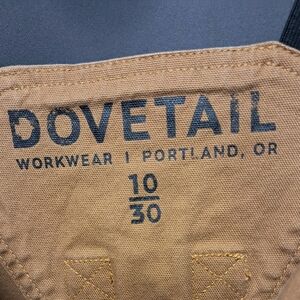 DOVETAIL
WORKWEAR | PORTLAND, OR
10
30